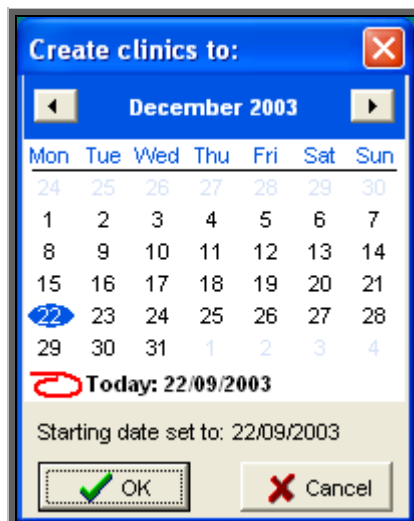 Create clinics to:
December 2003
Mon Tue Wed Thu Fri Sat Sun
24 25 26 27 28 29 30
1 2 3 4 5 6 7
8 9 10 11 12 13 14
15 16 17 18 19 20 21
22 23 24 25 26 27 28
29 30 31 1 2 3 4
Today: 22/09/2003
Starting date set to: 22/09/2003
OK Cancel